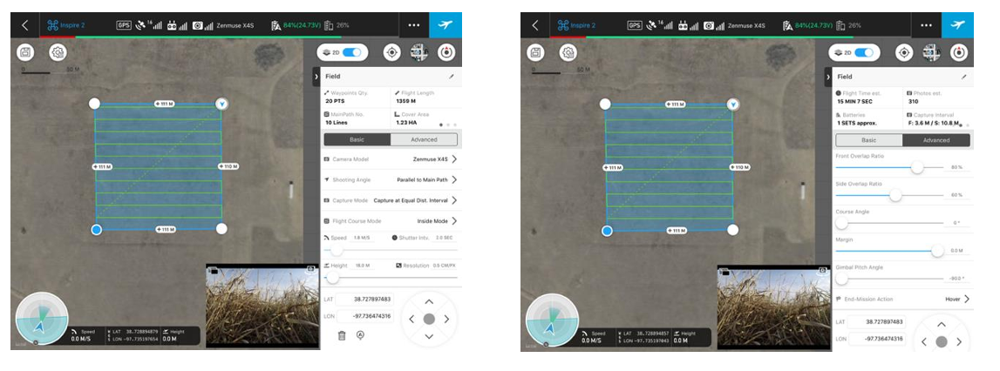 Inspire 2 GPS 16 Zenmuse X4S 84%(24.73V) 26%
2D
0 50 M
Field
Waypoints Qty. Flight Length
20 PTS 1359 M
MainPath No. Cover Area
10 Lines 1.23 HA
Basic Advanced
Camera Model Zenmuse X4S
Shooting Angle Parallel to Main Path
Capture Mode Capture at Equal Dist. Interval
Flight Course Mode Inside Mode
Speed 1.8 M/S Shutter Intv. 2.0 SEC
Height 18.0 M Resolution 0.5 CM/PX
LAT 38.727897483
LON -97.736474316
+ 111 M
+ 111 M
+ 110 M
+ 111 M
Speed
0.0 M/S
LAT 38.728894879
LON -97.735197654
Height
0.0 M
Inspire 2 GPS 16 Zenmuse X4S 84%(24.73V) 26%
2D
0 50 M
Field
Flight Time est. Photos est.
15 MIN 7 SEC 310
Batteries Capture Interval
1 SETS approx. F: 3.6 M / S: 10.8 M
Basic Advanced
Front Overlap Ratio
80 %
Side Overlap Ratio
60 %
Course Angle
0 °
Margin
0.0 M
Gimbal Pitch Angle
-90.0 °
End-Mission Action Hover
LAT 38.727897483
LON -97.736474316
+ 111 M
+ 111 M
+ 110 M
+ 111 M
Speed
0.0 M/S
LAT 38.728894857
LON -97.735197043
Height
0.0 M